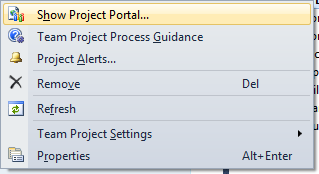 Show Project Portal...
Team Project Process Guidance
Project Alerts...
Remove Del
Refresh
Team Project Settings
Properties Alt+Enter